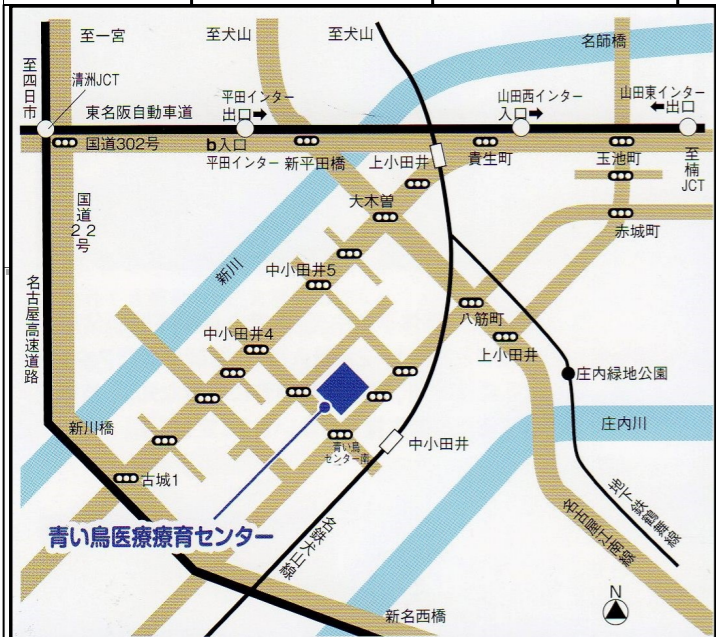 至一宮
至犬山
至犬山
名師橋
至四日市
清洲JCT
平田インター
出口➡
山田西インター
入口➡
山田東インター
⬅出口
東名阪自動車道
国道302号
b入口
平田インター
新平田橋
上小田井
貴生町
玉池町
至楠JCT
国道22号
大木曽
赤城町
新川
中小田井5
名古屋高速道路
八筋町
中小田井4
上小田井
庄内緑地公園
新川橋
庄内川
中小田井
青い鳥
センター南
古城1
地下鉄鶴舞線
名古屋江南線
青い鳥医療療育センター
名鉄犬山線
N
新名西橋